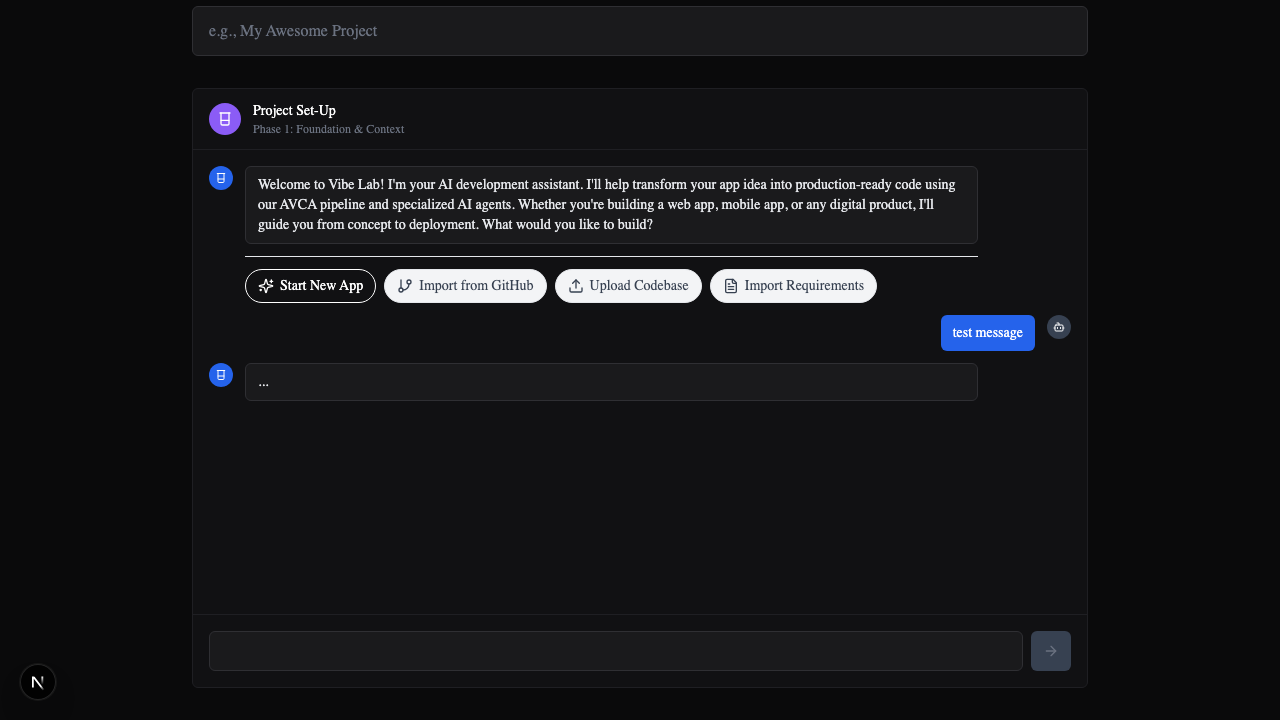 e.g., My Awesome Project
Project Set-Up
Phase 1: Foundation & Context
Welcome to Vibe Lab! I'm your AI development assistant. I'll help transform your app idea into production-ready code using
our AVCA pipeline and specialized AI agents. Whether you're building a web app, mobile app, or any digital product, I'll
guide you from concept to deployment. What would you like to build?
Start New App
Import from GitHub
Upload Codebase
Import Requirements
test message
...
N